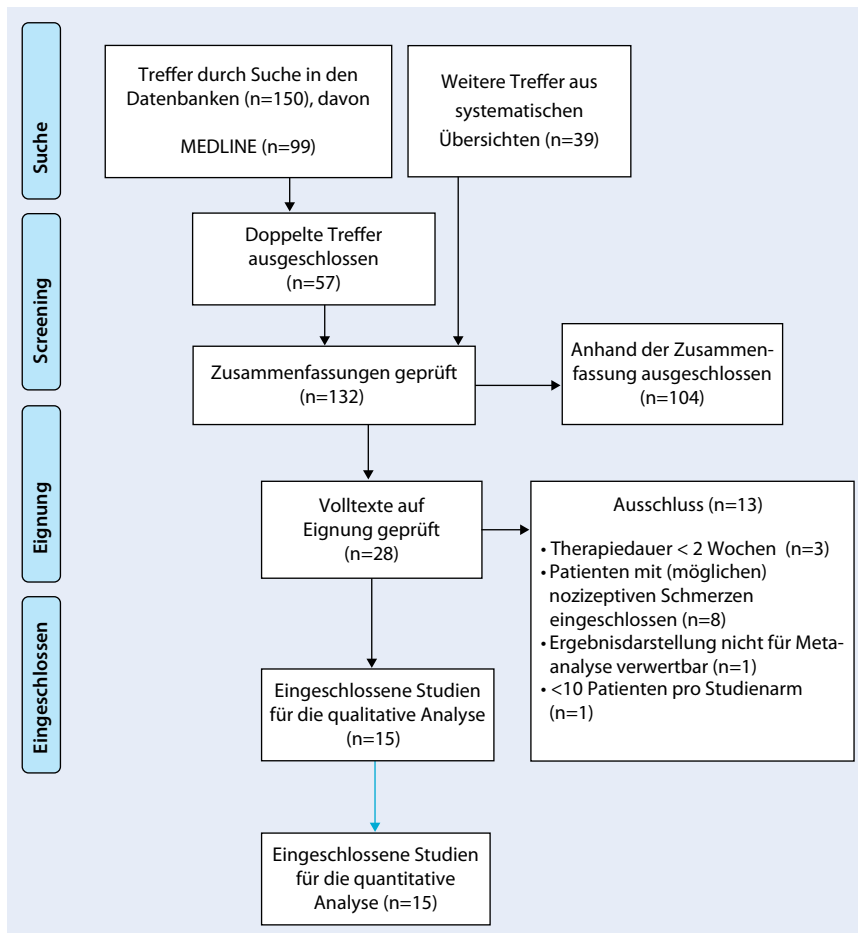 Suche
Treffer durch Suche in den
Datenbanken (n=150), davon
MEDLINE (n=99)
Weitere Treffer aus
systematischen
Übersichten (n=39)
Screening
Doppelte Treffer
ausgeschlossen
(n=57)
Zusammenfassungen geprüft
(n=132)
Anhand der Zusammen-
fassung ausgeschlossen
(n=104)
Eignung
Volltexte auf
Eignung geprüft
(n=28)
Ausschluss (n=13)
• Therapiedauer < 2 Wochen (n=3)
• Patienten mit (möglichen)
nozizeptiven Schmerzen
eingeschlossen (n=8)
• Ergebnisdarstellung nicht für Meta-
analyse verwertbar (n=1)
• <10 Patienten pro Studienarm
(n=1)
Eingeschlossen
Eingeschlossene Studien
für die qualitative Analyse
(n=15)
Eingeschlossene Studien
für die quantitative
Analyse (n=15)